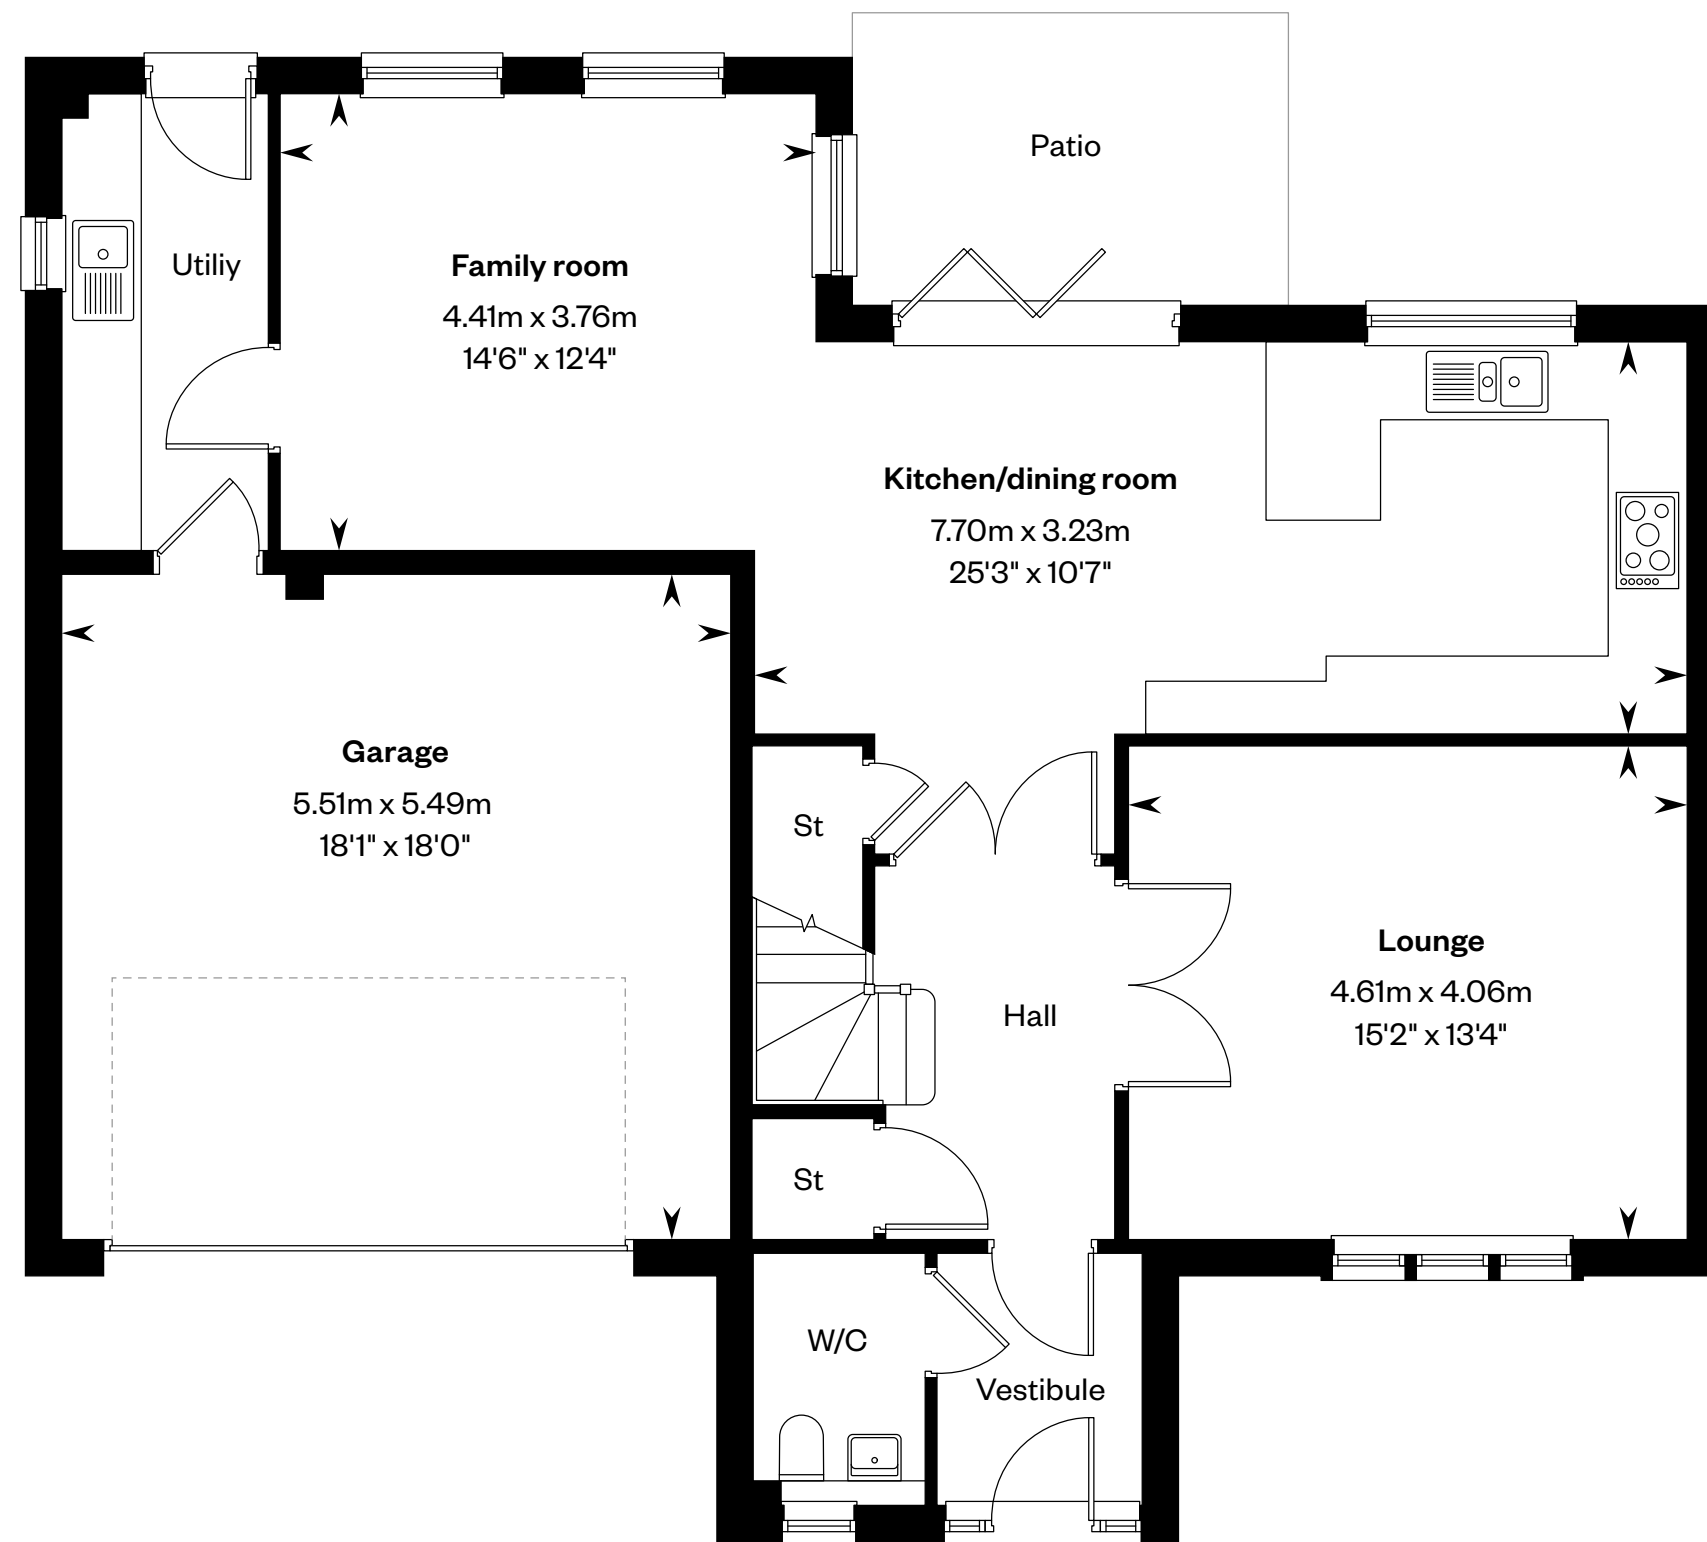 Patio
Utiliy
Family room
4.41m x 3.76m
14'6" x 12'4"
Kitchen/dining room
7.70m x 3.23m
25'3" x 10'7"
Garage
5.51m x 5.49m
18'1" x 18'0"
St
Lounge
4.61m x 4.06m
15'2" x 13'4"
Hall
St
W/C
Vestibule